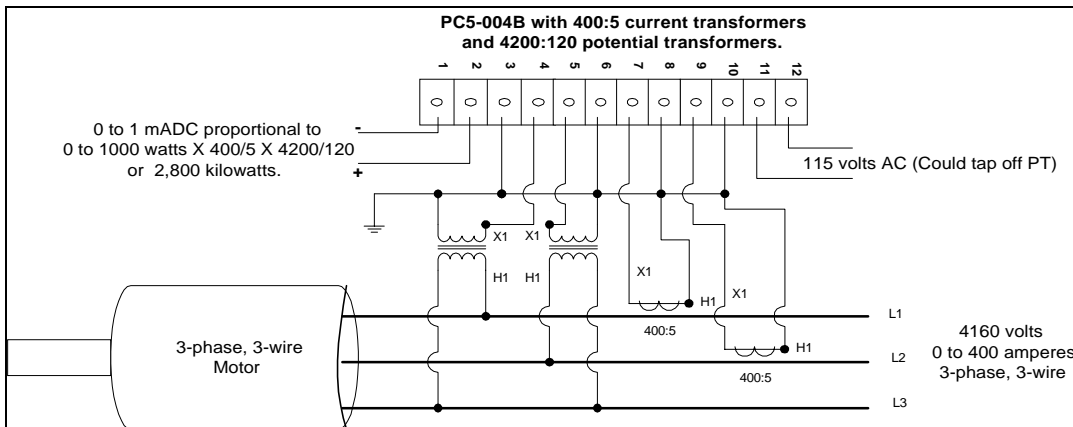 PC5-004B with 400:5 current transformers
and 4200:120 potential transformers.
1 2 3 4 5 6 7 8 9 10 11 12
0 to 1 mADC proportional to
0 to 1000 watts X 400/5 X 4200/120
or 2,800 kilowatts.
-
+
115 volts AC (Could tap off PT)
X1 X1
H1 H1
X1
H1
400:5
X1
H1
400:5
3-phase, 3-wire
Motor
L1
L2
L3
4160 volts
0 to 400 amperes
3-phase, 3-wire